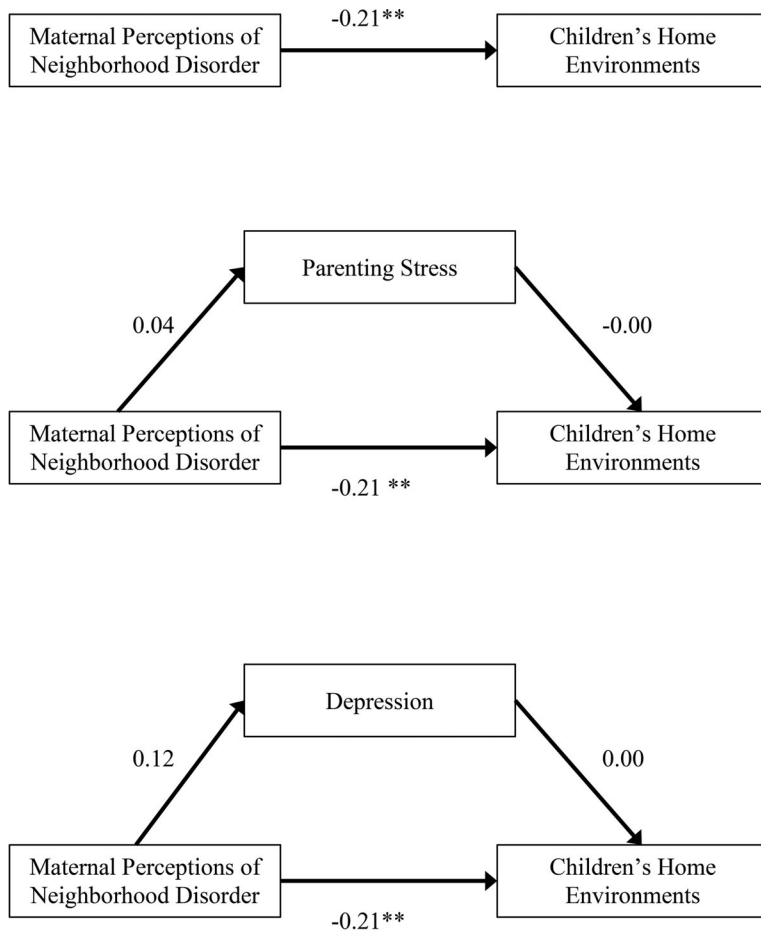 -0.21**
Maternal Perceptions of
Neighborhood Disorder
Children's Home
Environments
Parenting Stress
0.04
-0.00
Maternal Perceptions of
Neighborhood Disorder
Children's Home
Environments
-0.21 **
Depression
0.12
0.00
Maternal Perceptions of
Neighborhood Disorder
Children's Home
Environments
-0.21**